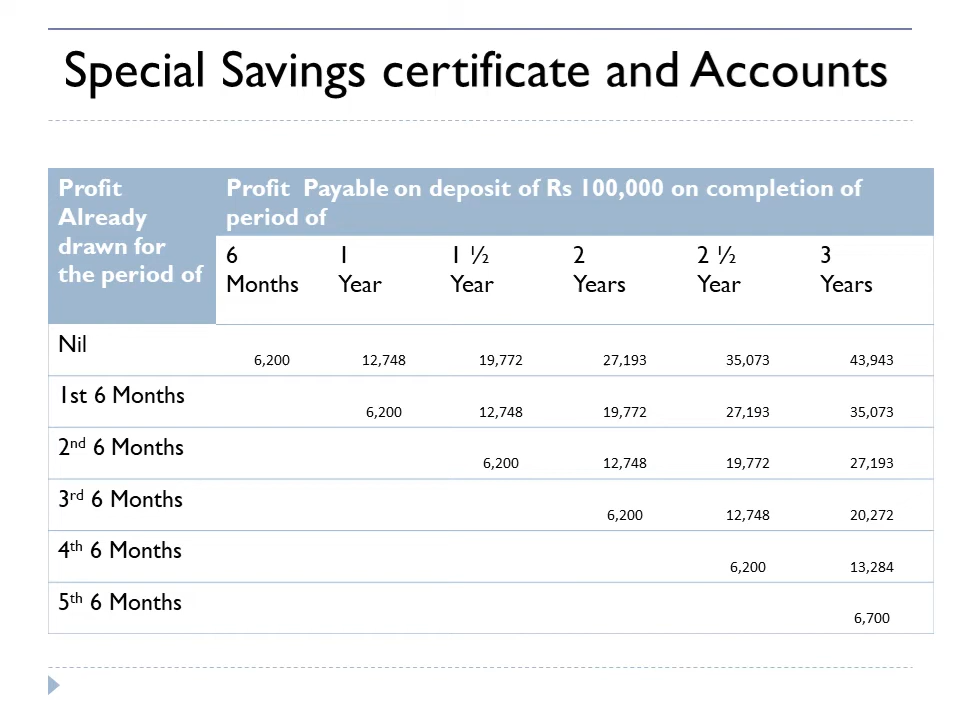 Special Savings certificate and Accounts
Profit
Already
drawn for
the period of
Profit Payable on deposit of Rs 100,000 on completion of
period of
6
Months
1
Year
1 ½
Year
2
Years
2 ½
Year
3
Years
Nil
6,200 12,748 19,772 27,193 35,073 43,943
1st 6 Months
6,200 12,748 19,772 27,193 35,073
2nd 6 Months
6,200 12,748 19,772 27,193
3rd 6 Months
6,200 12,748 20,272
4th 6 Months
6,200 13,284
5th 6 Months
6,700